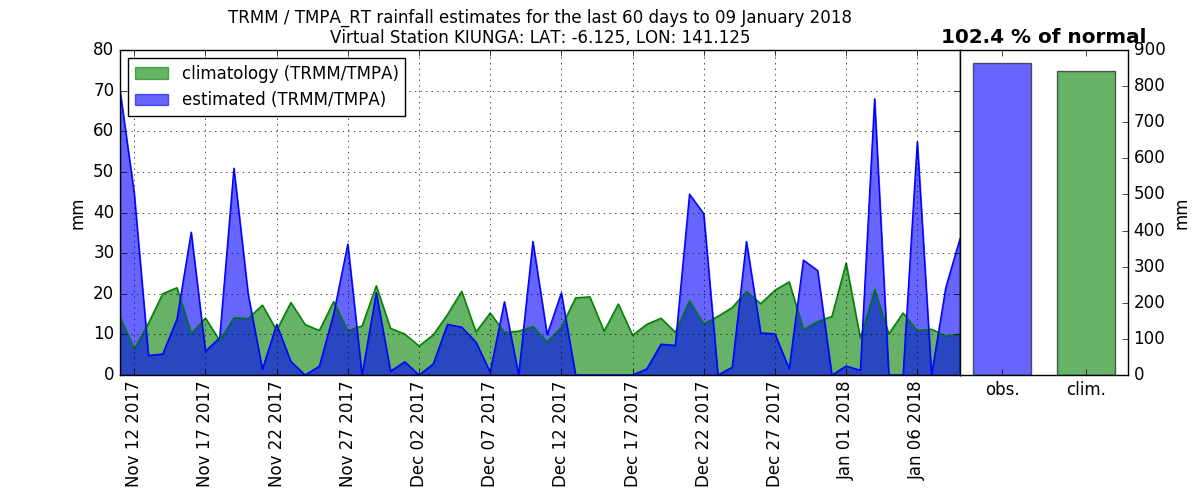 TRMM / TMPA_RT rainfall estimates for the last 60 days to 09 January 2018
Virtual Station KIUNGA: LAT: -6.125, LON: 141.125
102.4 % of normal
climatology (TRMM/TMPA)
estimated (TRMM/TMPA)
mm
80
70
60
50
40
30
20
10
0
900
800
700
600
500
400
300
200
100
0
mm
Nov 12 2017
Nov 17 2017
Nov 22 2017
Nov 27 2017
Dec 02 2017
Dec 07 2017
Dec 12 2017
Dec 17 2017
Dec 22 2017
Dec 27 2017
Jan 01 2018
Jan 06 2018
obs.
clim.